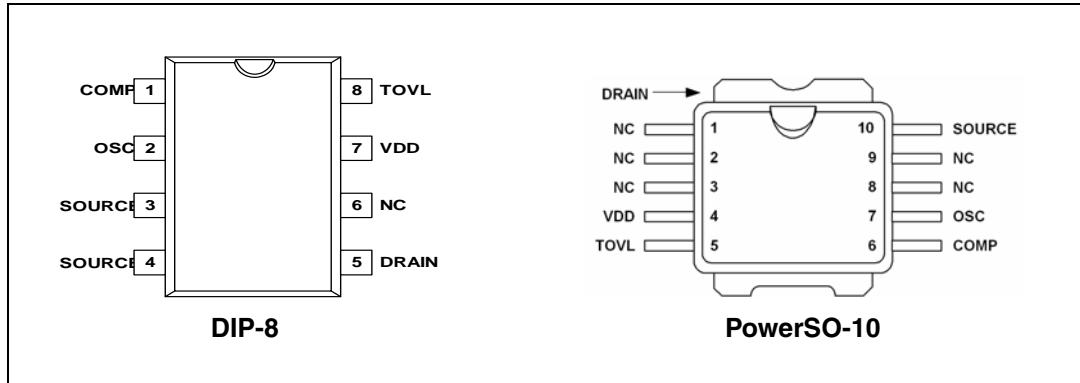 COMP 1 8 TOVL
OSC 2 7 VDD
SOURCE 3 6 NC
SOURCE 4 5 DRAIN
DIP-8
DRAIN
NC 1 10 SOURCE
NC 2 9 NC
NC 3 8 NC
VDD 4 7 OSC
TOVL 5 6 COMP
PowerSO-10